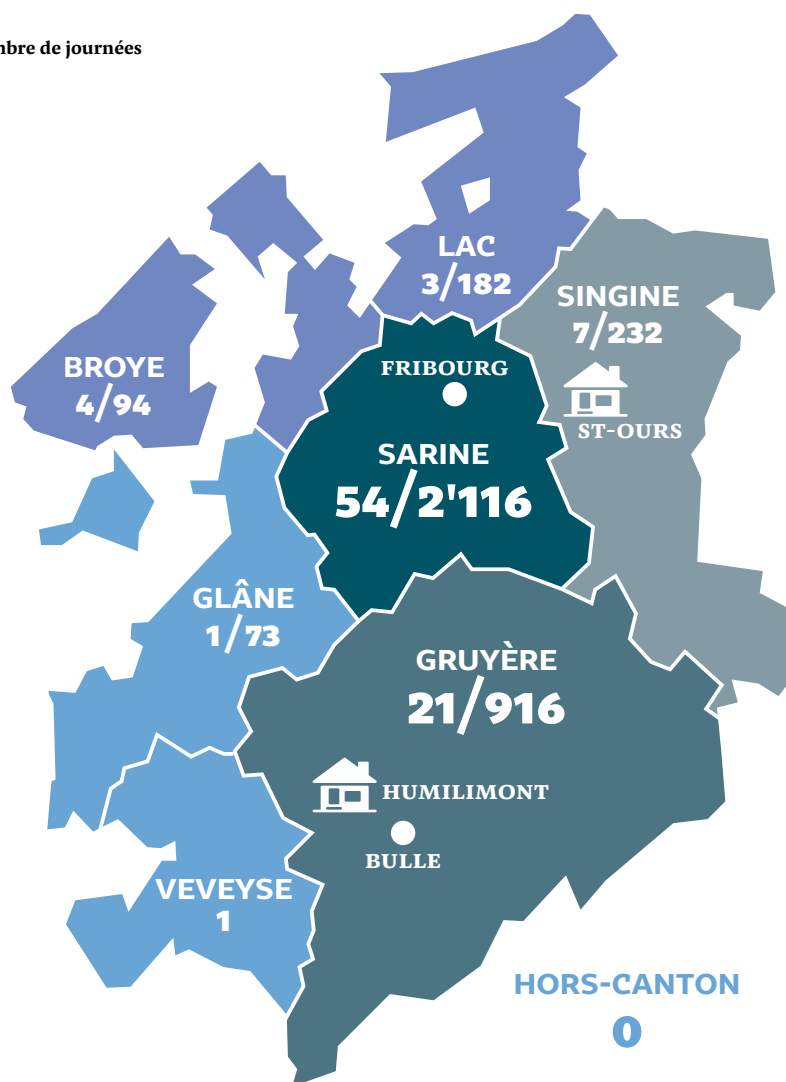 mbre de journées
LAC
3/182
SINGINE
7/232
BROYE
4/94
FRIBOURG
ST-OURS
SARINE
54/2'116
GLÂNE
1/73
GRUYÈRE
21/916
HUMILIMONT
BULLE
VEVEYSE
1
HORS-CANTON
0